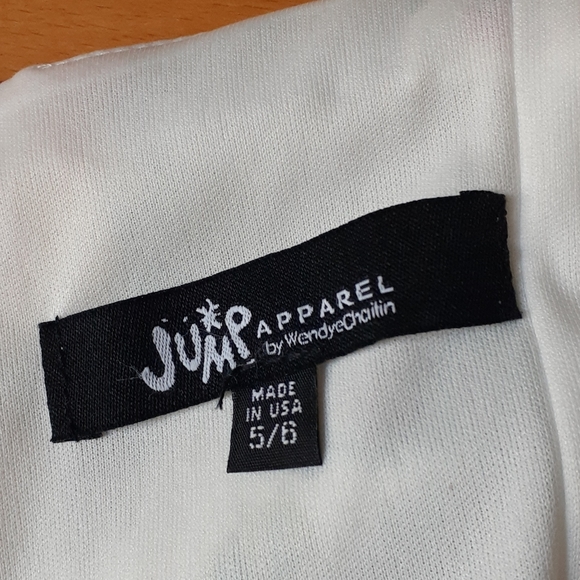 JUMP APPAREL
by WendyeChaitin
MADE
IN USA
5/6